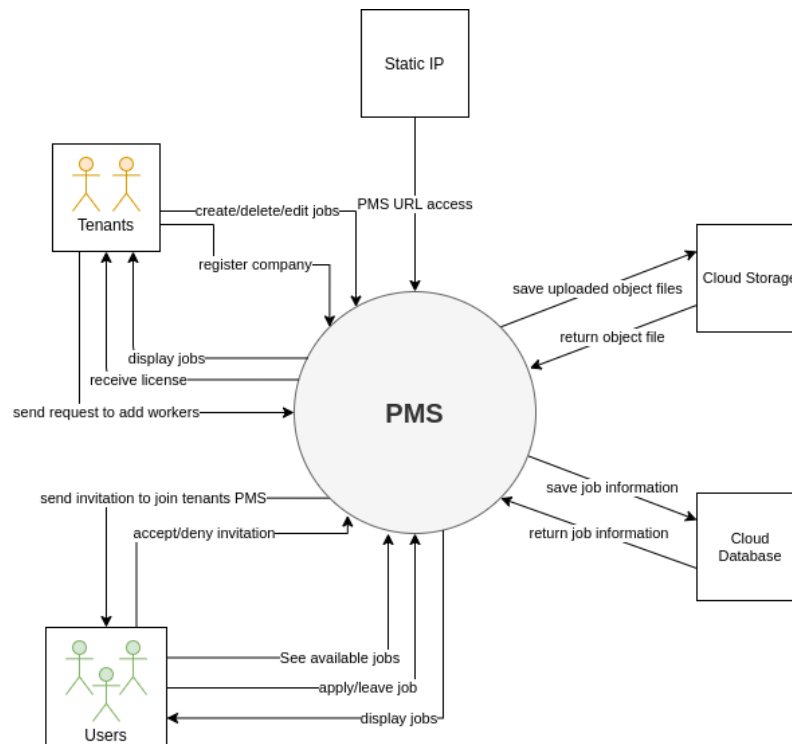 Static IP
Tenants
create/delete/edit jobs
PMS URL access
register company
Cloud Storage
save uploaded object files
return object file
display jobs
receive license
send request to add workers
PMS
save job information
send invitation to join tenants PMS
accept/deny invitation
return job information
Cloud
Database
See available jobs
apply/leave job
display jobs
Users